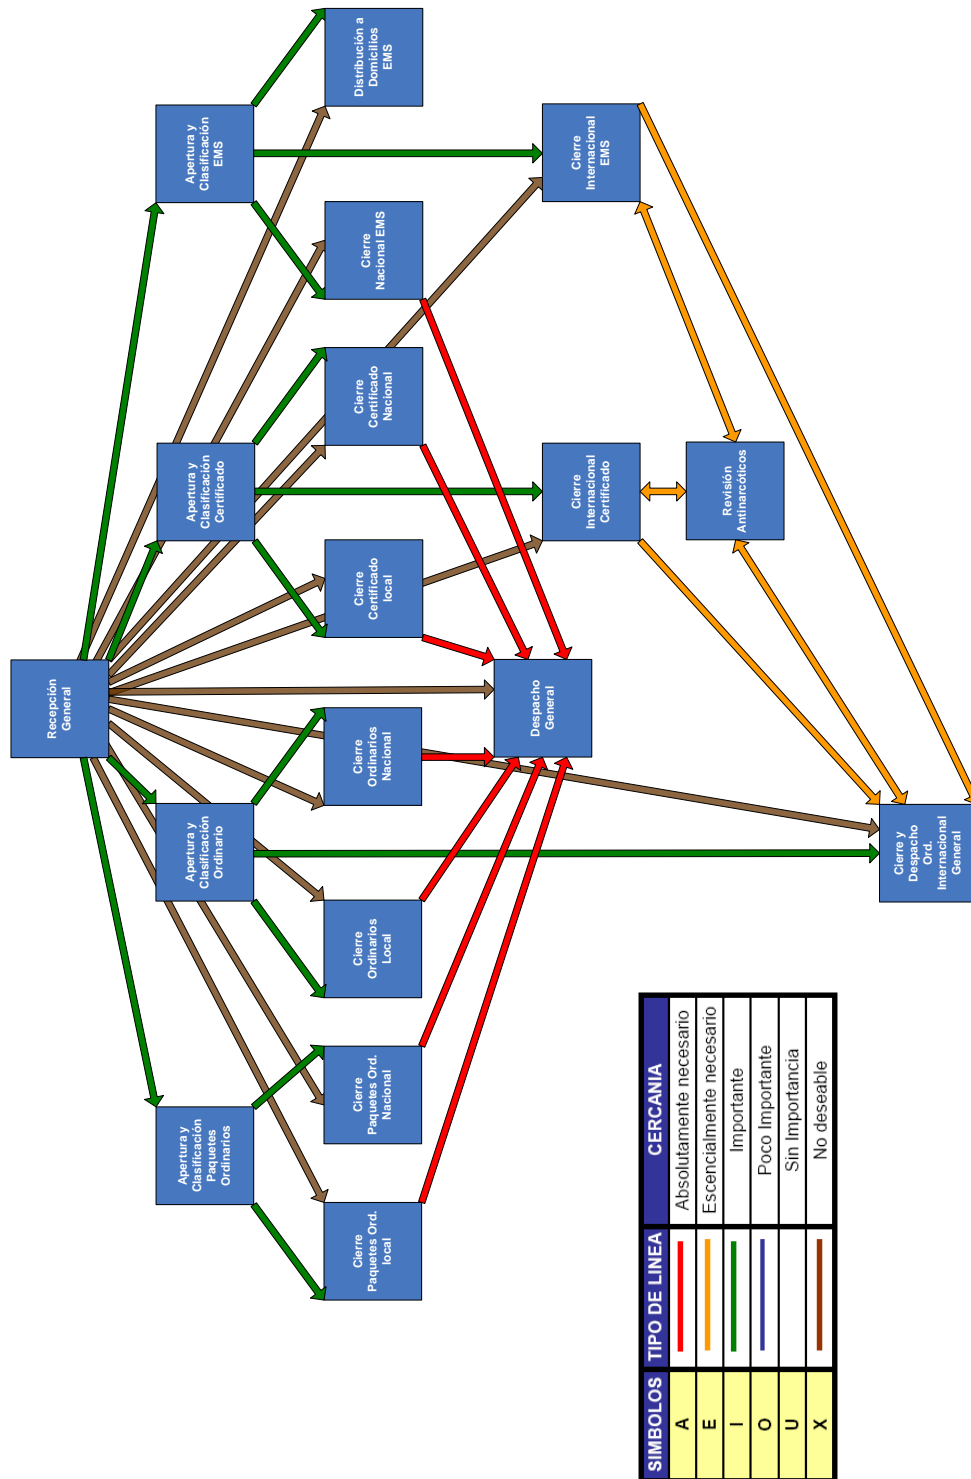 Recepción
General
Apertura y
Clasificación
Paquetes
Ordinarios
Apertura y
Clasificación
Ordinario
Apertura y
Clasificación
Certificado
Apertura y
Clasificación
EMS
Cierre
Paquetes Ord.
local
Cierre
Paquetes Ord.
Nacional
Cierre
Ordinarios
Local
Cierre
Ordinarios
Nacional
Cierre
Certificado
local
Cierre
Certificado
Nacional
Cierre
Nacional EMS
Distribución a
Domicilios
EMS
Despacho
General
Cierre
Internacional
Certificado
Cierre
Internacional
EMS
Revisión
Antinarcóticos
Cierre y
Despacho
Ord.
Internacional
General
SIMBOLOS TIPO DE LINEA CERCANIA
A Absolutamente necesario
E Escencialmente necesario
I Importante
O Poco Importante
U Sin Importancia
X No deseable